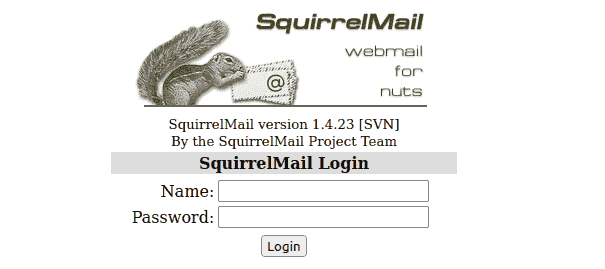 SquirrelMail
webmail
for
nuts
@
SquirrelMail version 1.4.23 [SVN]
By the SquirrelMail Project Team
SquirrelMail Login
Name:
Password:
Login